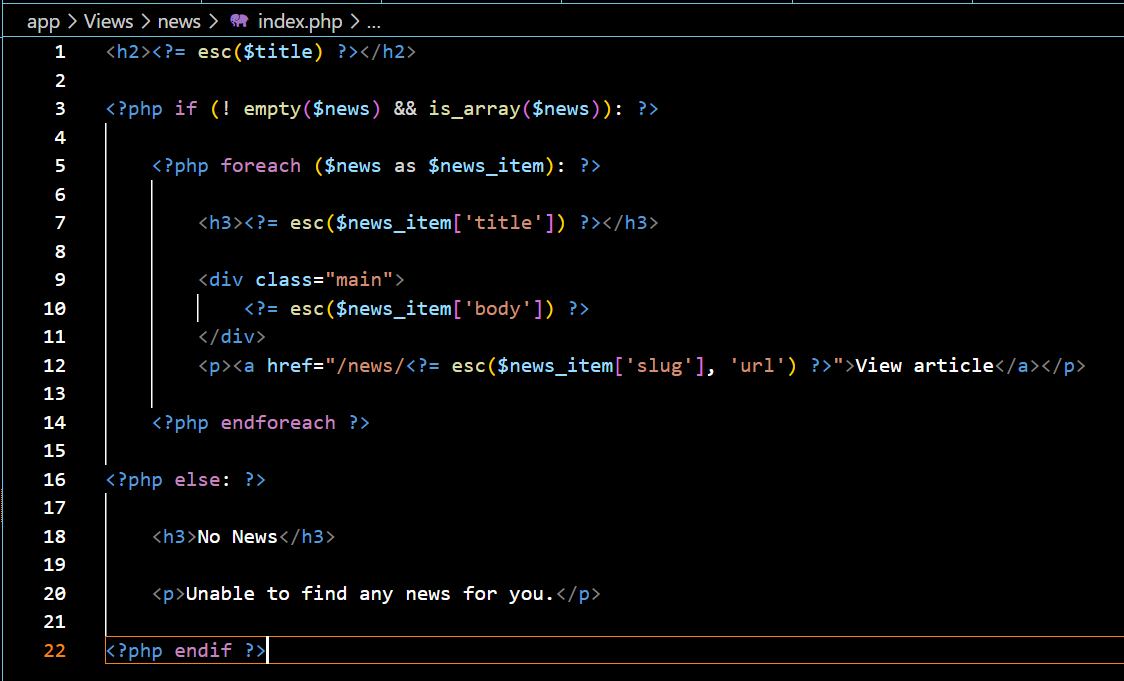 app > Views > news > index.php > ...
1 <h2><?= esc($title) ?></h2>
2
3 <?php if (! empty($news) && is_array($news)): ?>
4
5     <?php foreach ($news as $news_item): ?>
6
7         <h3><?= esc($news_item['title']) ?></h3>
8
9         <div class="main">
10             <?= esc($news_item['body']) ?>
11         </div>
12         <p><a href="/news/<?= esc($news_item['slug'], 'url') ?>">View article</a></p>
13
14     <?php endforeach ?>
15
16 <?php else: ?>
17
18     <h3>No News</h3>
19
20     <p>Unable to find any news for you.</p>
21
22 <?php endif ?>